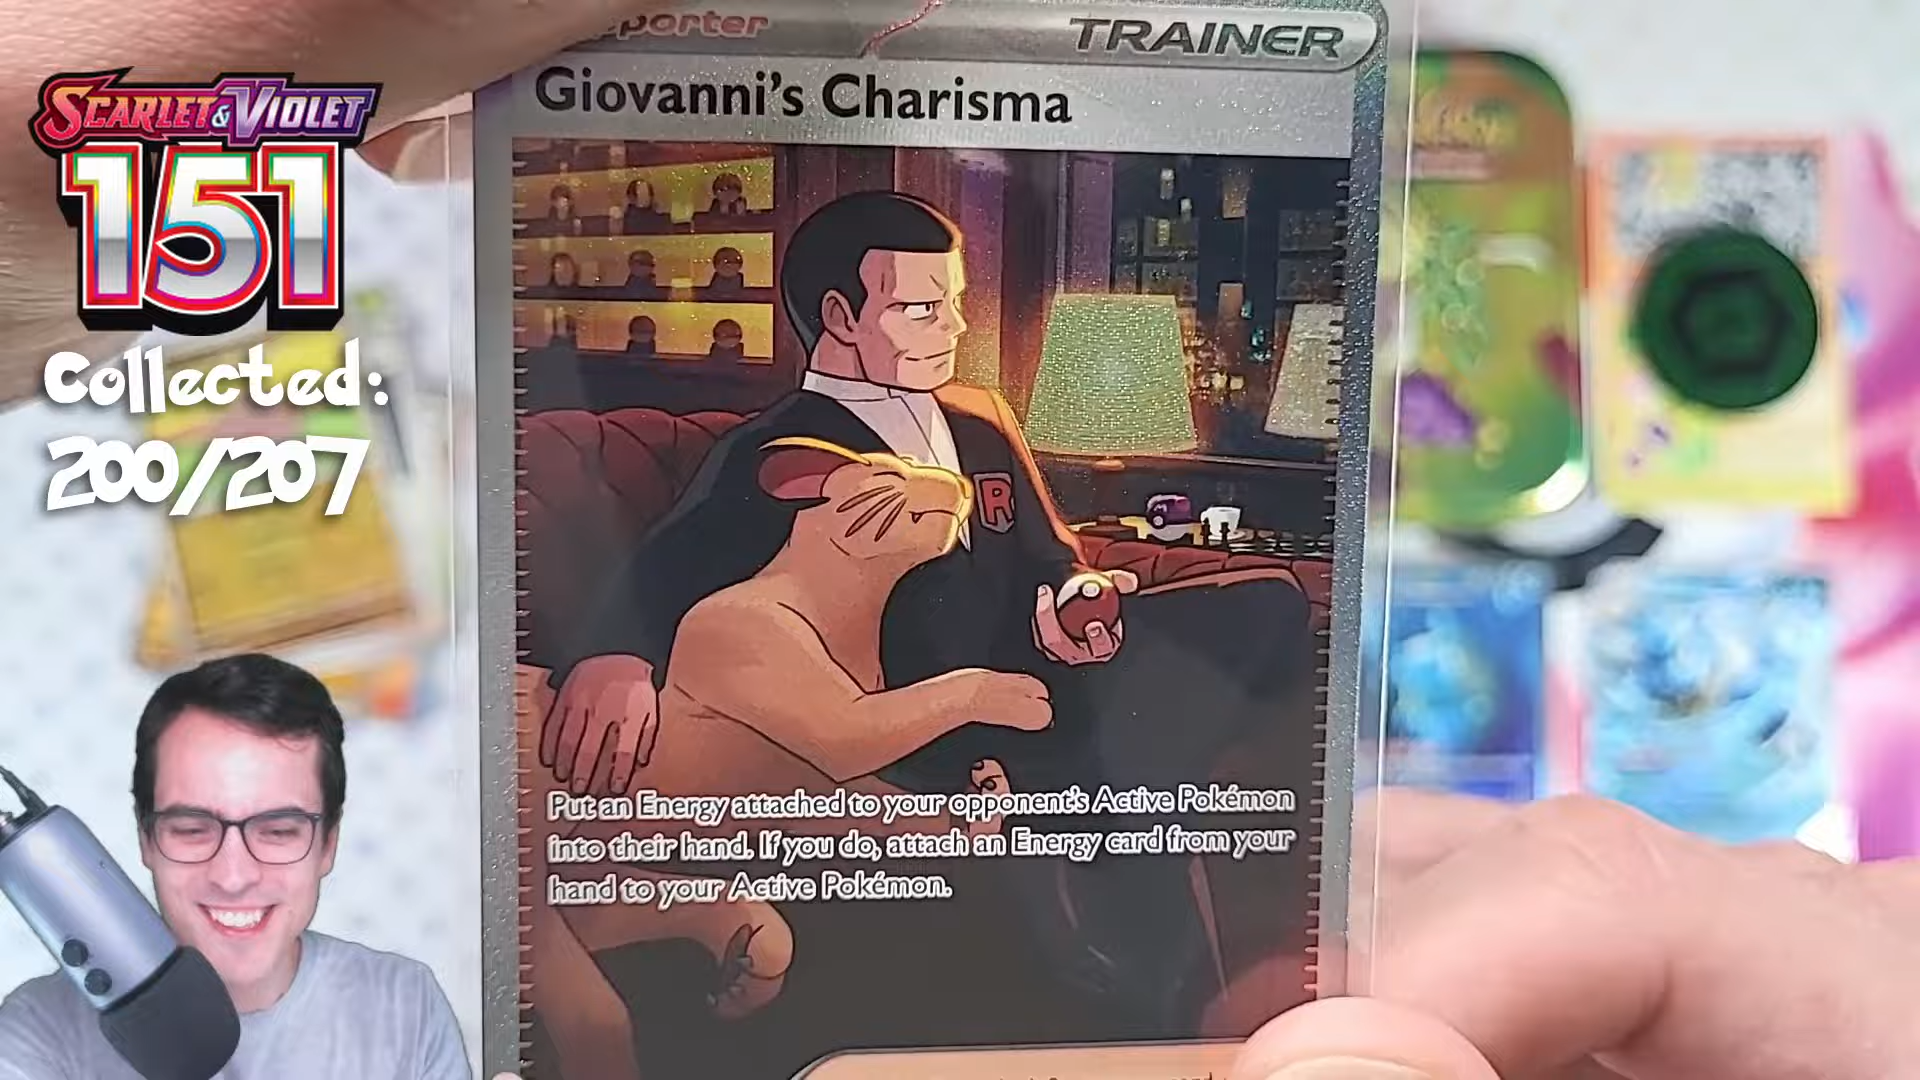 pporter
TRAINER
Giovanni's Charisma
SCARLET & VIOLET
151
Collected:
200/207
R
Put an Energy attached to your opponent's Active Pokémon
into their hand. If you do, attach an Energy card from your
hand to your Active Pokémon.